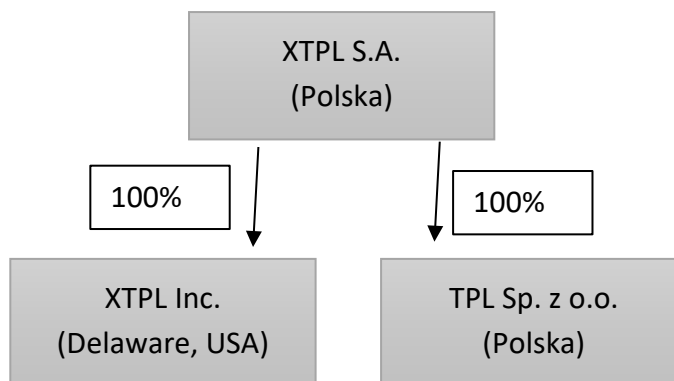 XTPL S.A.
(Polska)
100%
100%
XTPL Inc.
(Delaware, USA)
TPL Sp. z o.o.
(Polska)